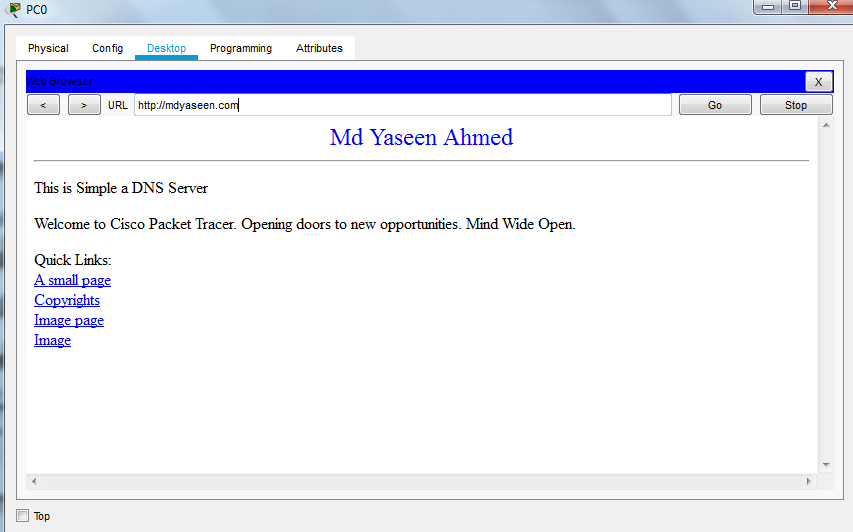 PC0
Physical Config Desktop Programming Attributes
Web Browser
X
< > URL http://mdyaseen.com Go Stop
Md Yaseen Ahmed
This is Simple a DNS Server
Welcome to Cisco Packet Tracer. Opening doors to new opportunities. Mind Wide Open.
Quick Links:
A small page
Copyrights
Image page
Image
Top